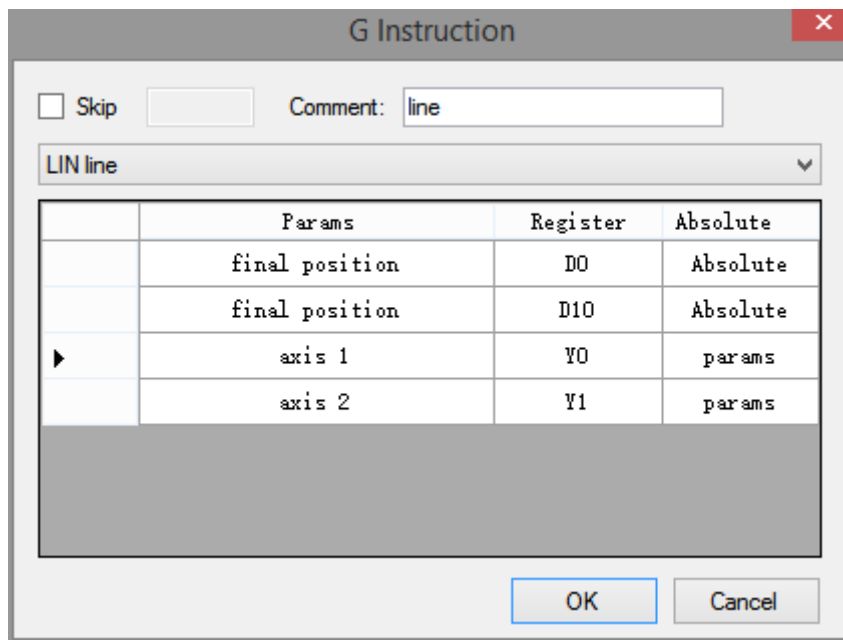 G Instruction
Skip Comment: line
LIN line
Params Register Absolute
final position D0 Absolute
final position D10 Absolute
axis 1 Y0 params
axis 2 Y1 params
OK Cancel